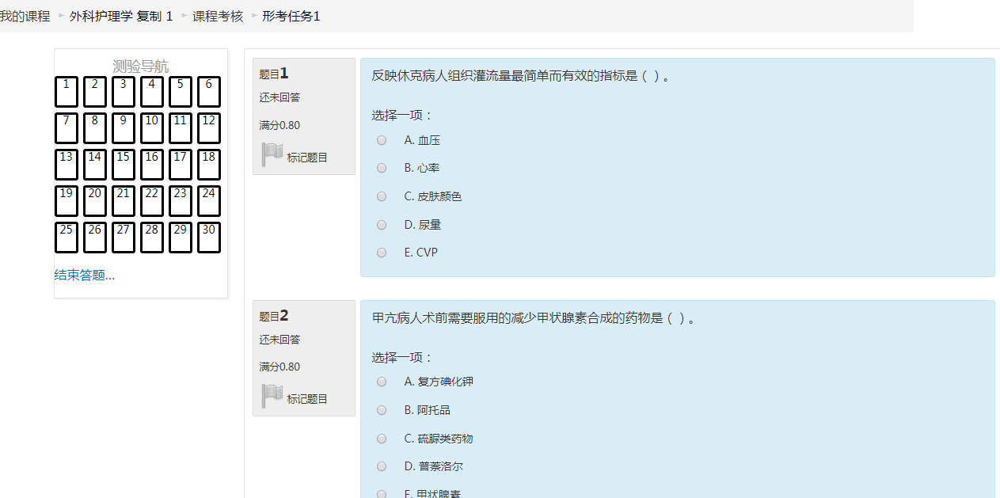 我的课程 ► 外科护理学 复制 1 ► 课程考核 ► 形考任务1
测验导航
1 2 3 4 5 6
7 8 9 10 11 12
13 14 15 16 17 18
19 20 21 22 23 24
25 26 27 28 29 30
结束答题...
题目1
还未回答
满分0.80
标记题目
反映休克病人组织灌流量最简单而有效的指标是（ ）。
选择一项：
A. 血压
B. 心率
C. 皮肤颜色
D. 尿量
E. CVP
题目2
还未回答
满分0.80
标记题目
甲亢病人术前需要服用的减少甲状腺素合成的药物是（ ）。
选择一项：
A. 复方碘化钾
B. 阿托品
C. 硫脲类药物
D. 普萘洛尔
E. 甲状腺素